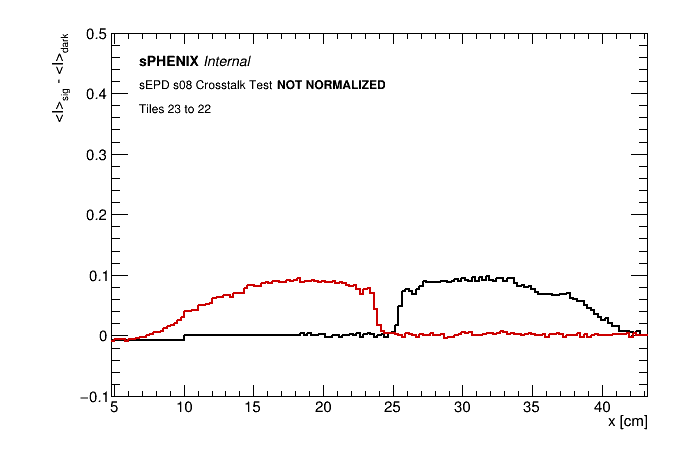 0.5
sPHENIX Internal
<I>sig - <I>dark
sEPD s08 Crosstalk Test NOT NORMALIZED
0.4
Tiles 23 to 22
0.3
0.2
0.1
0
−0.1
5 10 15 20 25 30 35 40
x [cm]